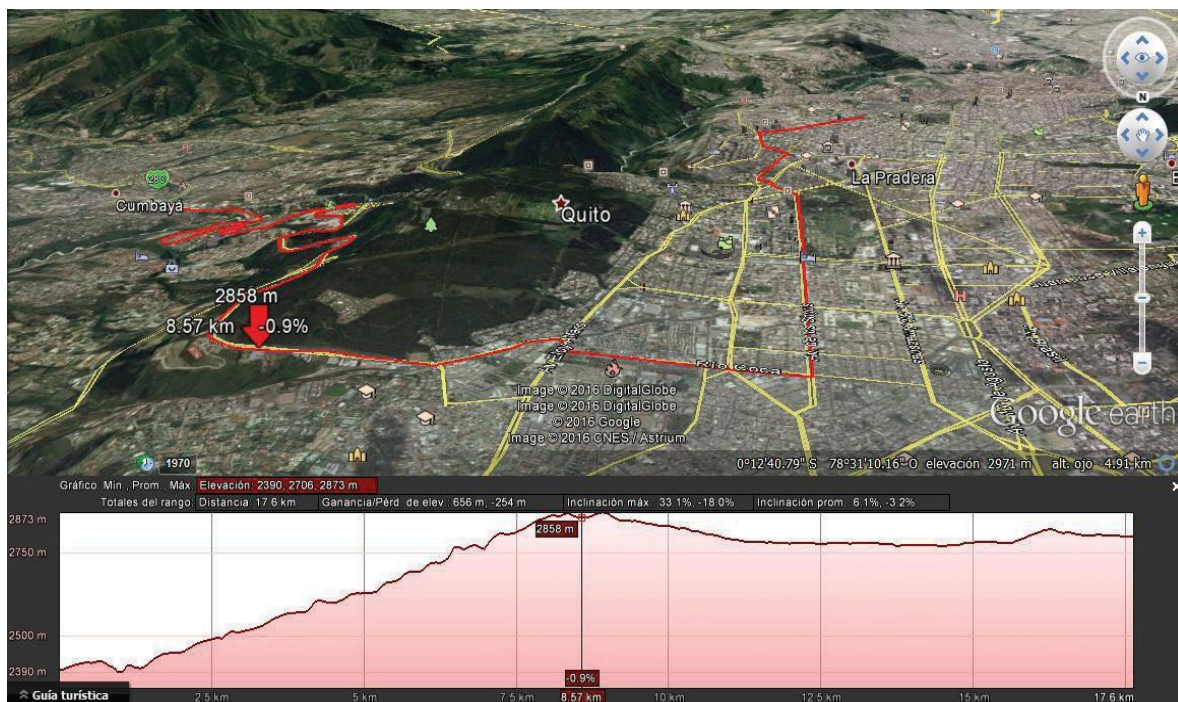 N
280
Cumbayá
Quito
La Pradera
2858 m
8.57 km -0.9%
Río Coca
Image © 2016 DigitalGlobe
Image © 2016 DigitalGlobe
© 2016 Google
Image © 2016 CNES / Astrium
Google earth
1970
0°12'40.79" S 78°31'10.16" O elevación 2971 m alt. ojo 4.91 km
Gráfico Min., Prom., Máx. Elevación: 2390, 2706, 2873 m
Totales del rango: Distancia: 17.6 km Ganancia/Pérd. de elev.: 656 m, -254 m Inclinación máx.: 33.1%, -18.0% Inclinación prom.: 6.1%, -3.2%
2873 m
2858 m
2750 m
2500 m
2390 m
-0.9%
Guía turística
2.5 km 5 km 7.5 km 8.57 km 10 km 12.5 km 15 km 17.6 km